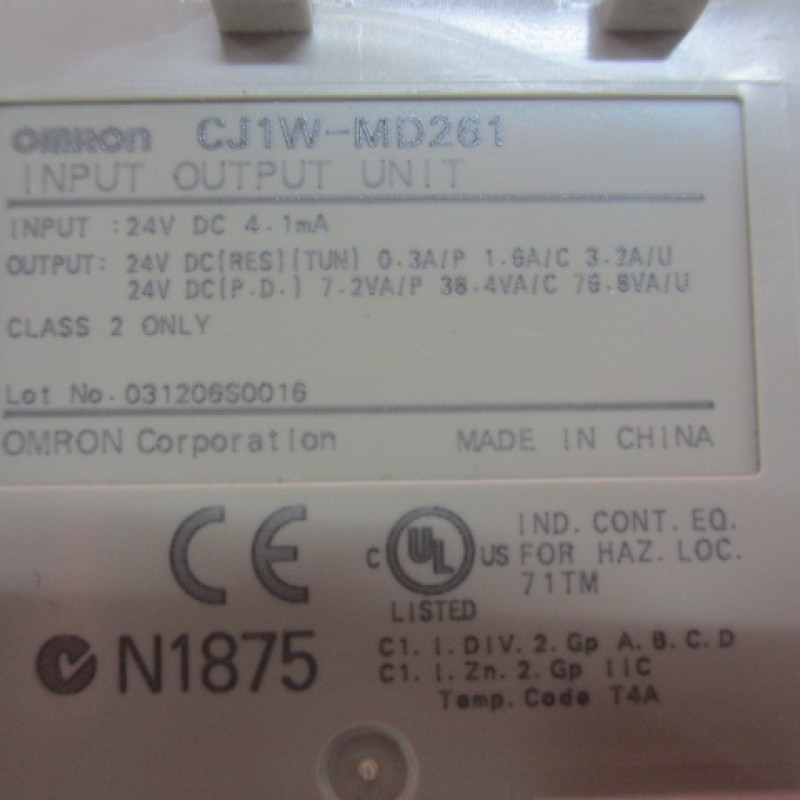 OMRON CJ1W-MD261
INPUT OUTPUT UNIT
INPUT :24V DC 4.1mA
OUTPUT: 24V DC(RES)(TUN) 0.3A/P 1.6A/C 3.2A/U
24V DC(P.D.) 7.2VA/P 38.4VA/C 76.8VA/U
CLASS 2 ONLY
Lot No. 031206S0016
OMRON Corporation MADE IN CHINA
CE
C UL US LISTED
IND. CONT. EQ.
FOR HAZ. LOC.
71TM
N1875
C1. I. DIV. 2. Gp A. B. C. D
C1. I. Zn. 2. Gp IIC
Temp. Code T4A